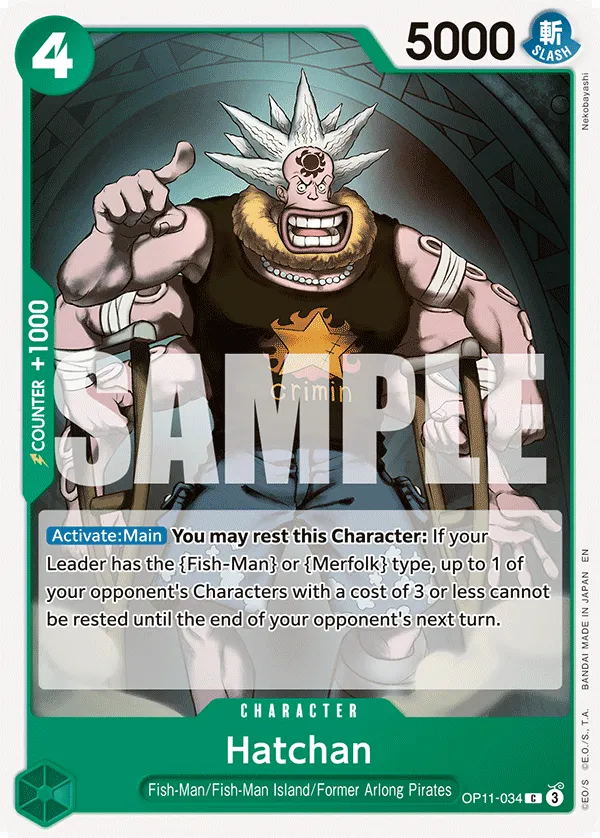 4
5000
斬
SLASH
Nekobayashi
COUNTER +1000
crimin
SAMPLE
Activate:Main You may rest this Character: If your
Leader has the {Fish-Man} or {Merfolk} type, up to 1 of
your opponent's Characters with a cost of 3 or less cannot
be rested until the end of your opponent's next turn.
©EO/S ©E.O./S., T.A. BANDAI MADE IN JAPAN EN
CHARACTER
Hatchan
Fish-Man/Fish-Man Island/Former Arlong Pirates
OP11-034 C 3